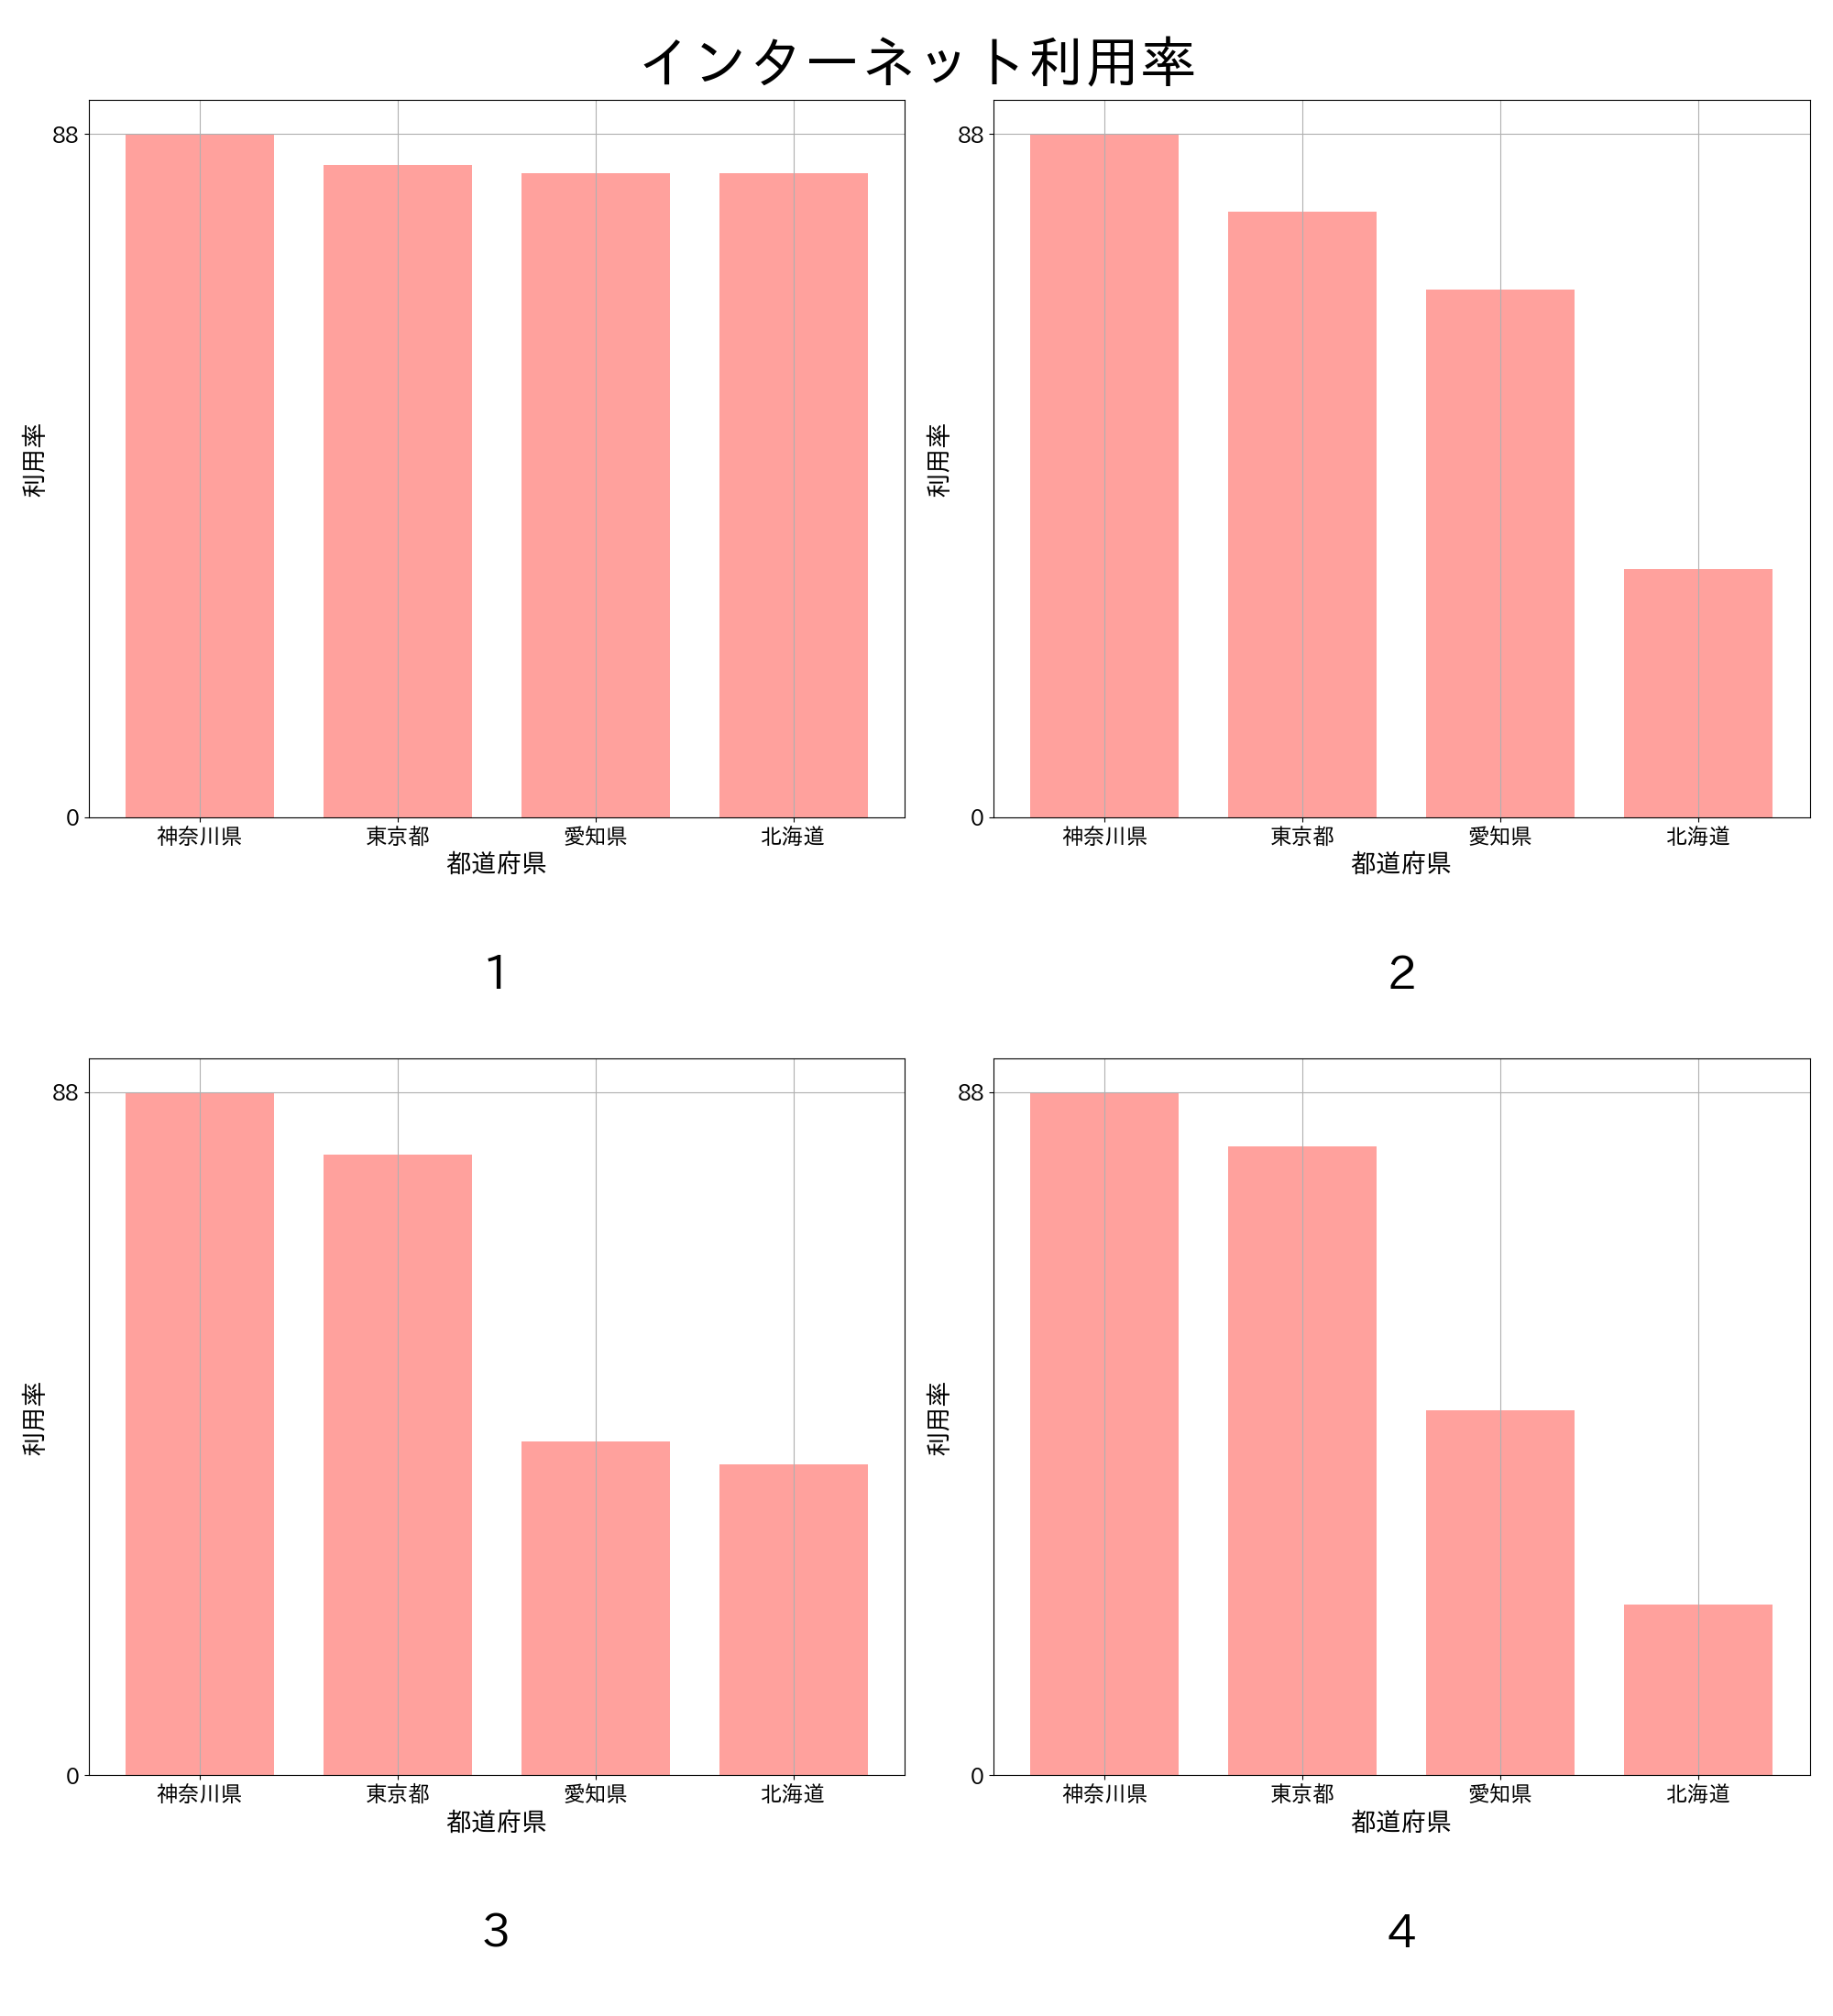 インターネット利用率
88
利用率
0
神奈川県 東京都 愛知県 北海道
都道府県
1
88
利用率
0
神奈川県 東京都 愛知県 北海道
都道府県
2
88
利用率
0
神奈川県 東京都 愛知県 北海道
都道府県
3
88
利用率
0
神奈川県 東京都 愛知県 北海道
都道府県
4